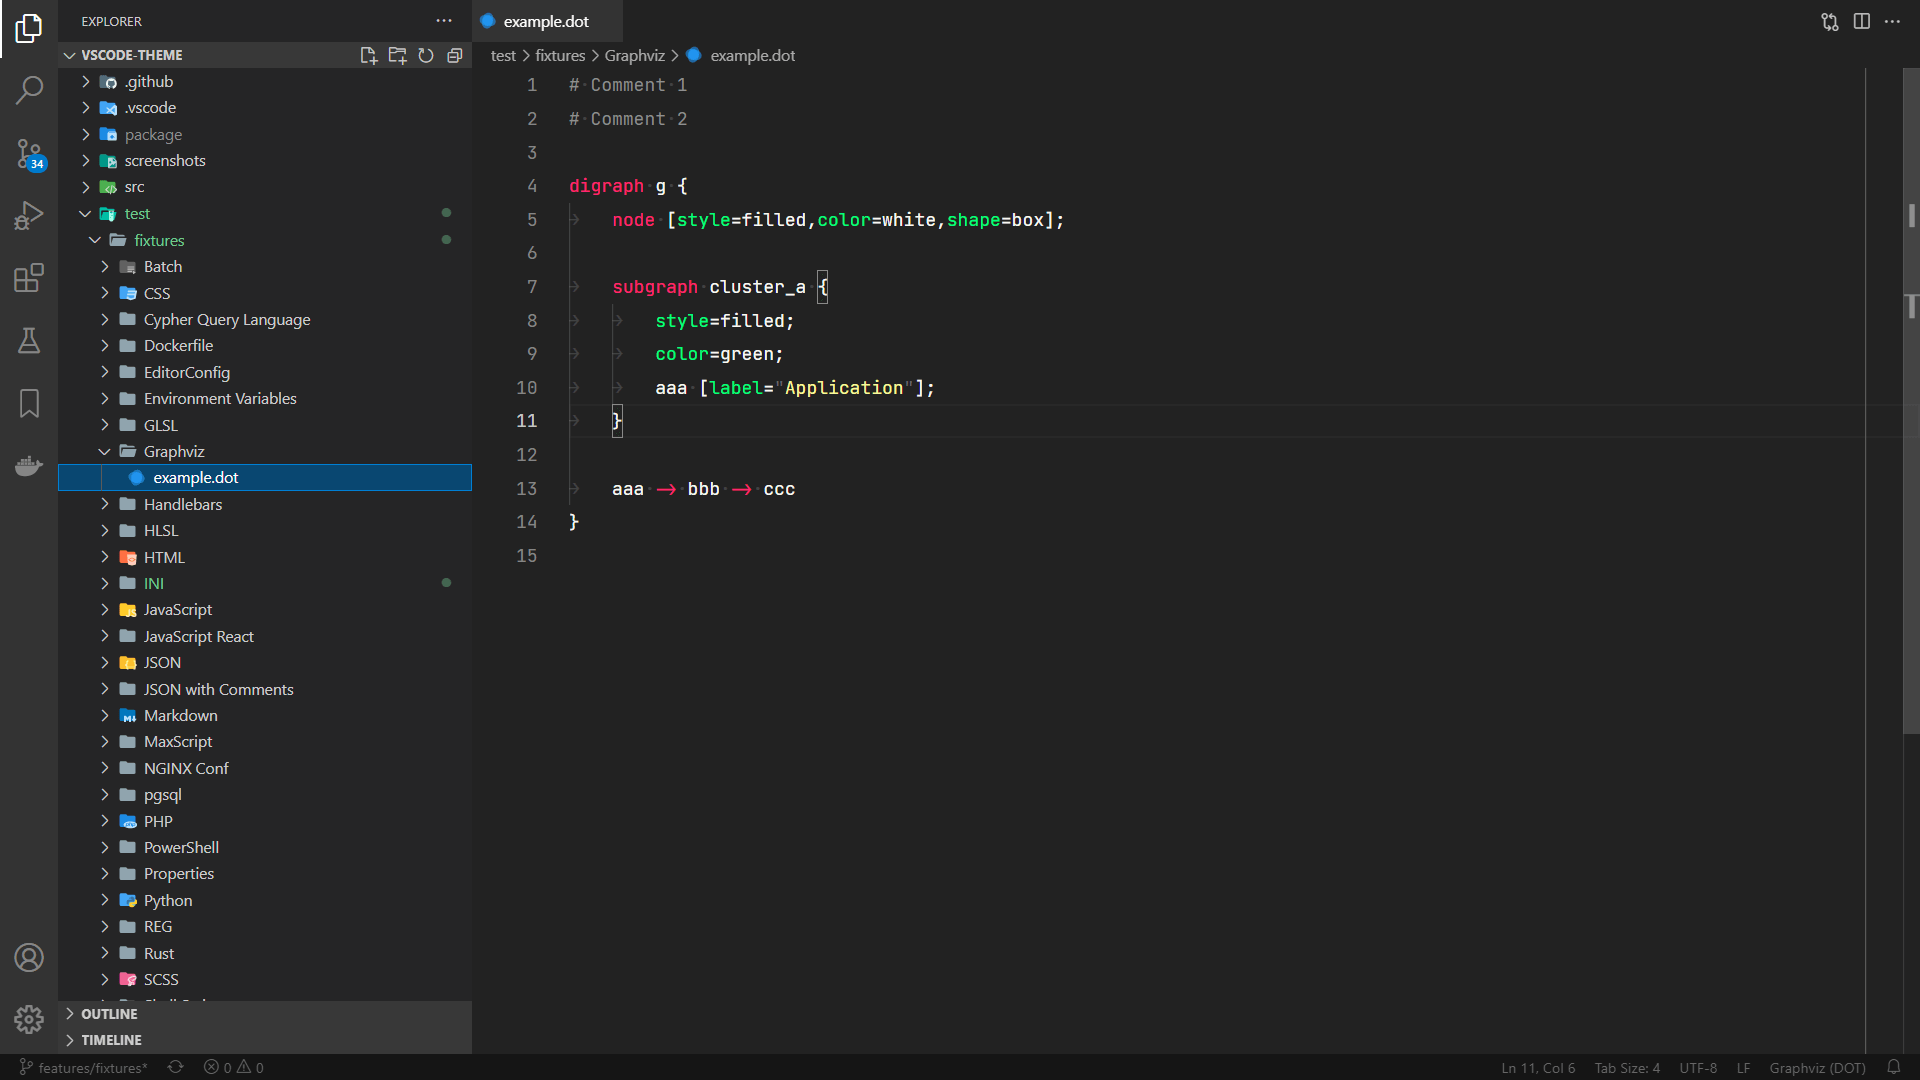 EXPLORER
VSCODE-THEME
.github
.vscode
package
screenshots
src
test
fixtures
Batch
CSS
Cypher Query Language
Dockerfile
EditorConfig
Environment Variables
GLSL
Graphviz
example.dot
Handlebars
HLSL
HTML
INI
JavaScript
JavaScript React
JSON
JSON with Comments
Markdown
MaxScript
NGINX Conf
pgsql
PHP
PowerShell
Properties
Python
REG
Rust
SCSS
OUTLINE
TIMELINE
34
example.dot
test > fixtures > Graphviz > example.dot
1 # Comment 1
2 # Comment 2
3
4 digraph g {
5 node [style=filled,color=white,shape=box];
6
7 subgraph cluster_a {
8 style=filled;
9 color=green;
10 aaa [label="Application"];
11 }
12
13 aaa -> bbb -> ccc
14 }
15
features/fixtures* 0 0 Ln 11, Col 6 Tab Size: 4 UTF-8 LF Graphviz (DOT)